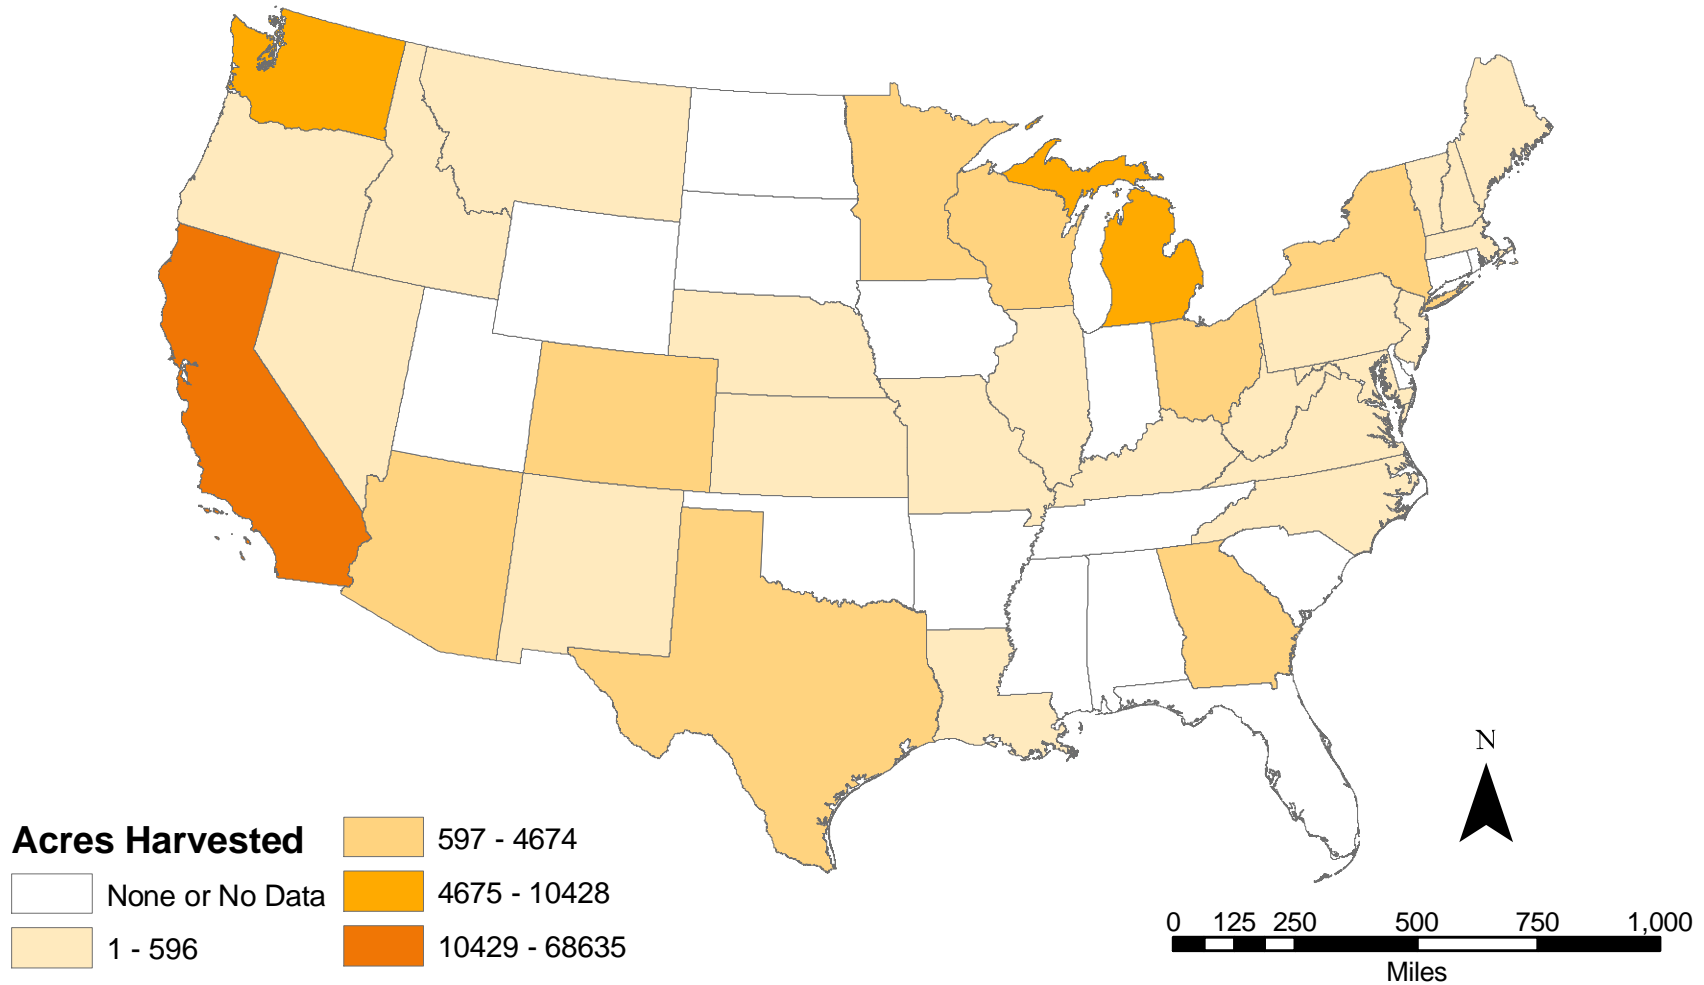 N
Acres Harvested
None or No Data
1 - 596
597 - 4674
4675 - 10428
10429 - 68635
0 125 250 500 750 1,000
Miles